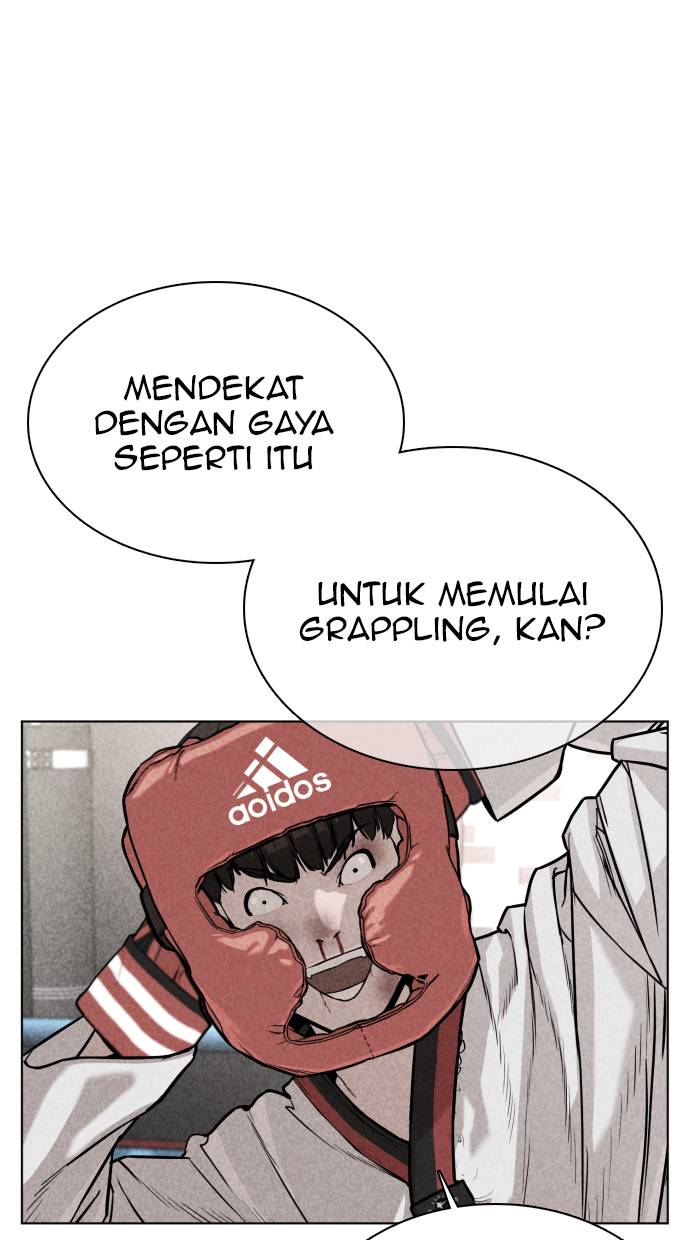 MENDEKAT
DENGAN GAYA
SEPERTI ITU
UNTUK MEMULAI
GRAPPLING, KAN?
aoidos